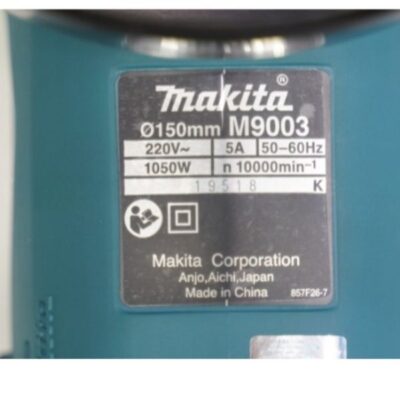 makita®
Ø150mm M9003
220V~ 5A 50–60Hz
1050W n 10000min⁻¹
19518 K
Makita Corporation
Anjo,Aichi,Japan
Made in China 857F26-7